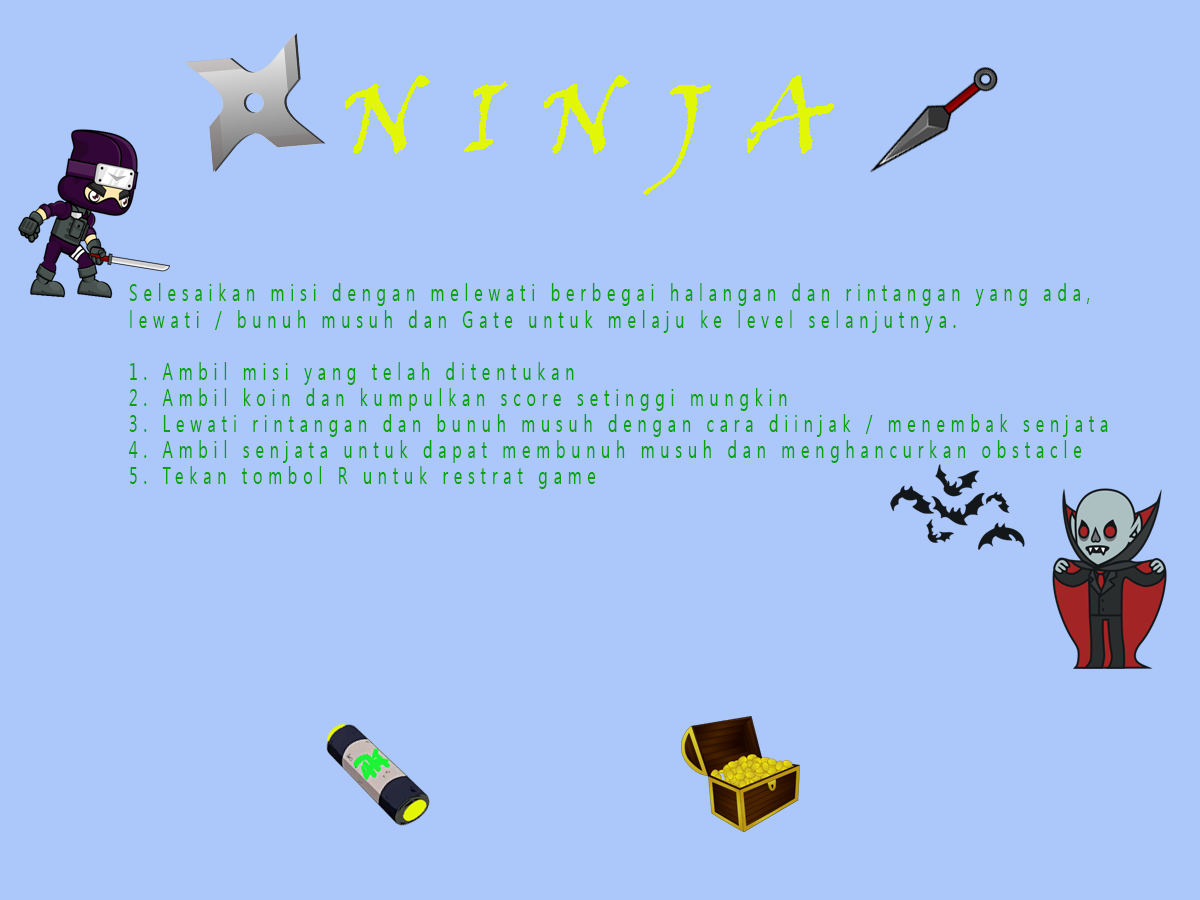 NINJA
Selesaikan misi dengan melewati berbegai halangan dan rintangan yang ada,
lewati / bunuh musuh dan Gate untuk melaju ke level selanjutnya.
1. Ambil misi yang telah ditentukan
2. Ambil koin dan kumpulkan score setinggi mungkin
3. Lewati rintangan dan bunuh musuh dengan cara diinjak / menembak senjata
4. Ambil senjata untuk dapat membunuh musuh dan menghancurkan obstacle
5. Tekan tombol R untuk restrat game